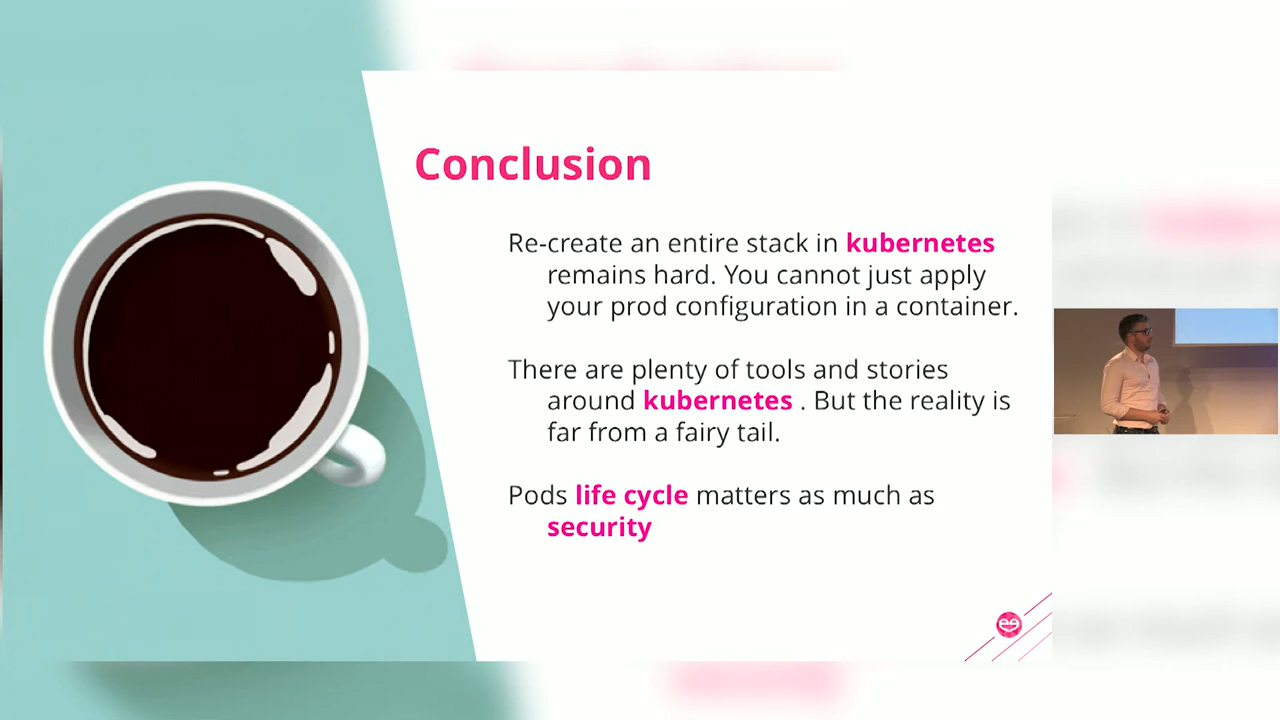 Conclusion
Re-create an entire stack in kubernetes
remains hard. You cannot just apply
your prod configuration in a container.
There are plenty of tools and stories
around kubernetes . But the reality is
far from a fairy tail.
Pods life cycle matters as much as
security